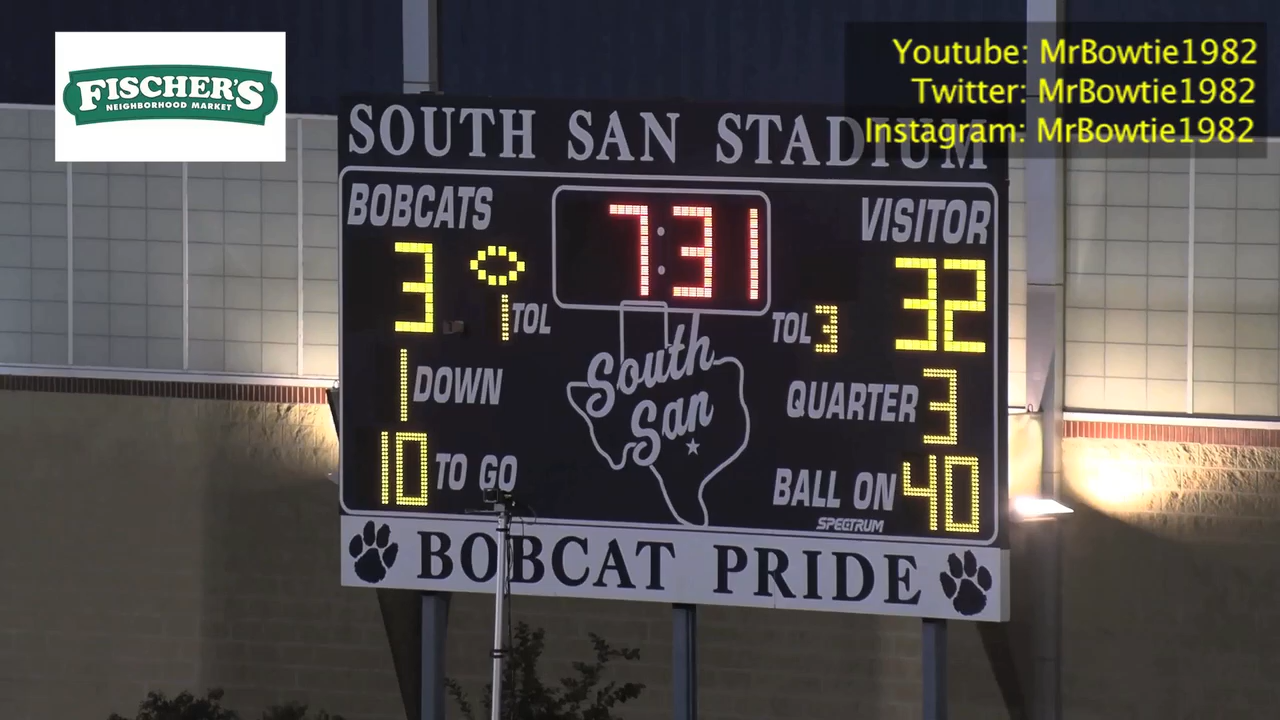 FISCHER'S
NEIGHBORHOOD MARKET
Youtube: MrBowtie1982
Twitter: MrBowtie1982
Instagram: MrBowtie1982
SOUTH SAN STADIUM
BOBCATS
7:31
VISITOR
3
32
1 TOL
TOL 3
South
San
1 DOWN
QUARTER 3
10 TO GO
BALL ON 40
SPECTRUM
BOBCAT PRIDE